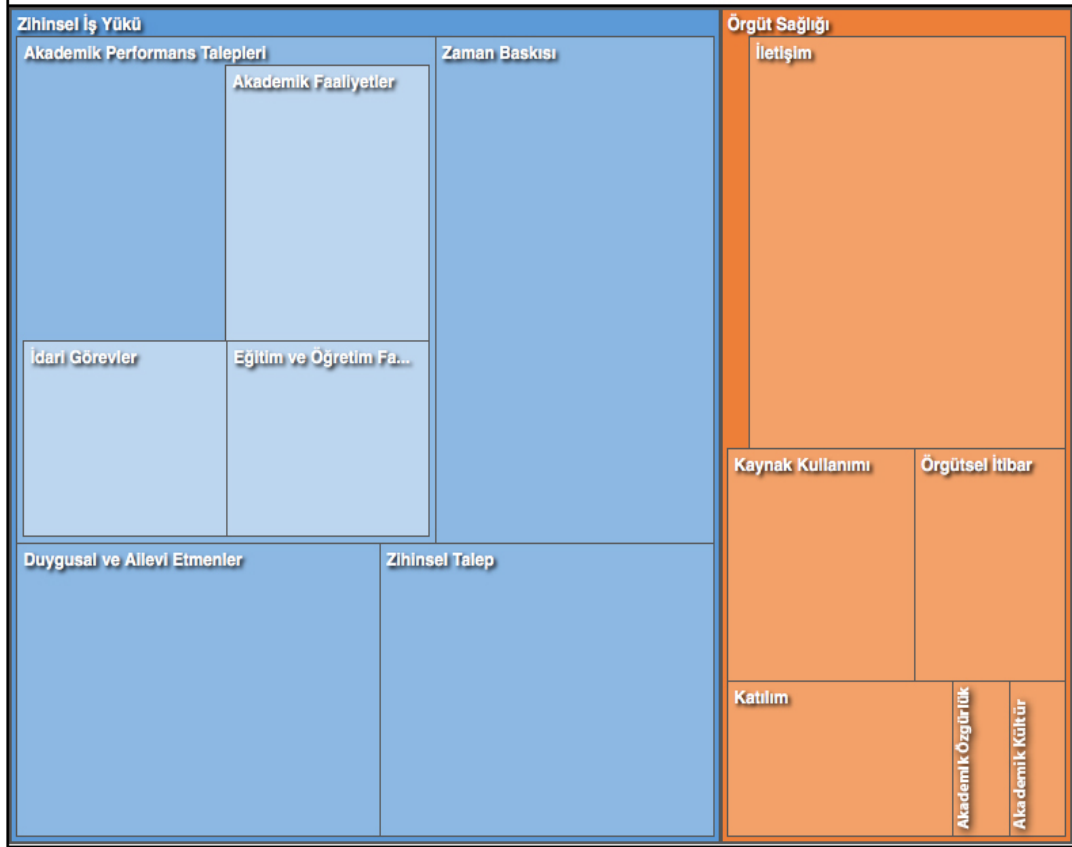 Zihinsel İş Yükü
Akademik Performans Talepleri
Akademik Faaliyetler
İdari Görevler
Eğitim ve Öğretim Fa...
Zaman Baskısı
Duygusal ve Ailevi Etmenler
Zihinsel Talep
Örgüt Sağlığı
İletişim
Kaynak Kullanımı
Örgütsel İtibar
Katılım
Akademik Özgürlük
Akademik Kültür